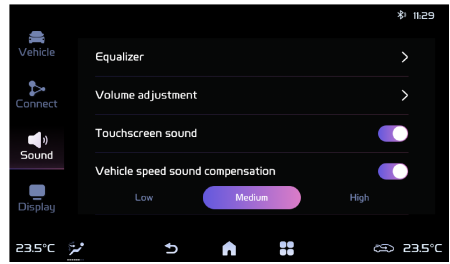 11:29
Vehicle
Connect
Sound
Display
Equalizer
Volume adjustment
Touchscreen sound
Vehicle speed sound compensation
Low Medium High
23.5°C 23.5°C